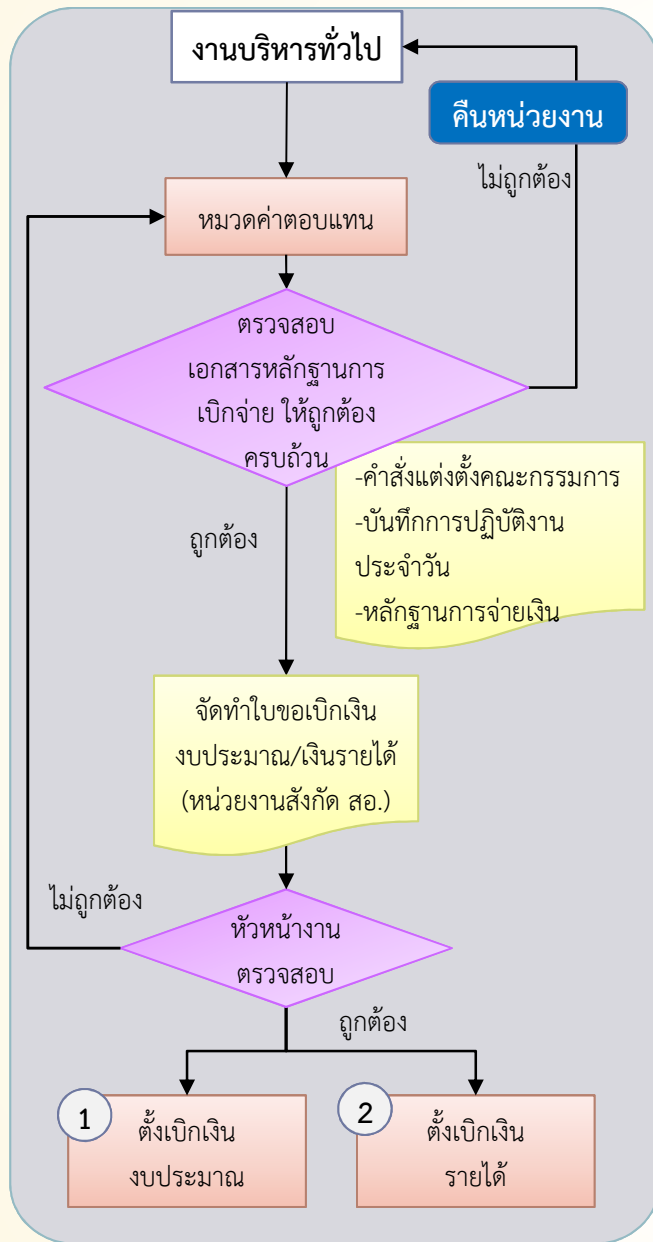 งานบริหารทั่วไป
คืนหน่วยงาน
ไม่ถูกต้อง
หมวดค่าตอบแทน
ตรวจสอบ
เอกสารหลักฐานการ
เบิกจ่าย ให้ถูกต้อง
ครบถ้วน
-คำสั่งแต่งตั้งคณะกรรมการ
-บันทึกการปฏิบัติงาน
ประจำวัน
-หลักฐานการจ่ายเงิน
ถูกต้อง
จัดทำใบขอเบิกเงิน
งบประมาณ/เงินรายได้
(หน่วยงานสังกัด สอ.)
ไม่ถูกต้อง
หัวหน้างาน
ตรวจสอบ
ถูกต้อง
1
ตั้งเบิกเงิน
งบประมาณ
2
ตั้งเบิกเงิน
รายได้